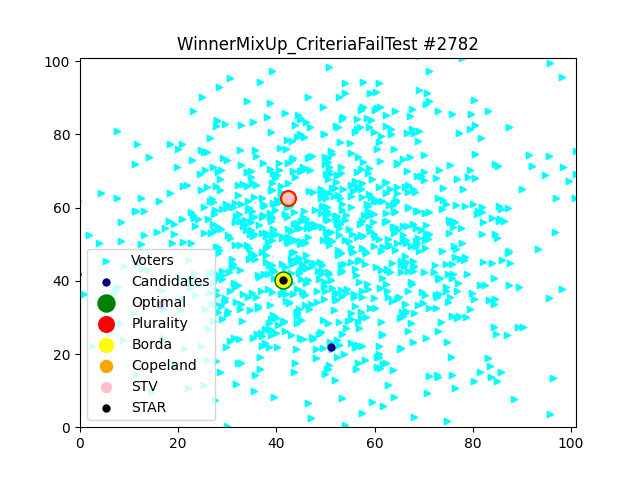 WinnerMixUp_CriteriaFailTest #2782
100
80
60
40
20
0
Voters
Candidates
Optimal
Plurality
Borda
Copeland
STV
STAR
0 20 40 60 80 100